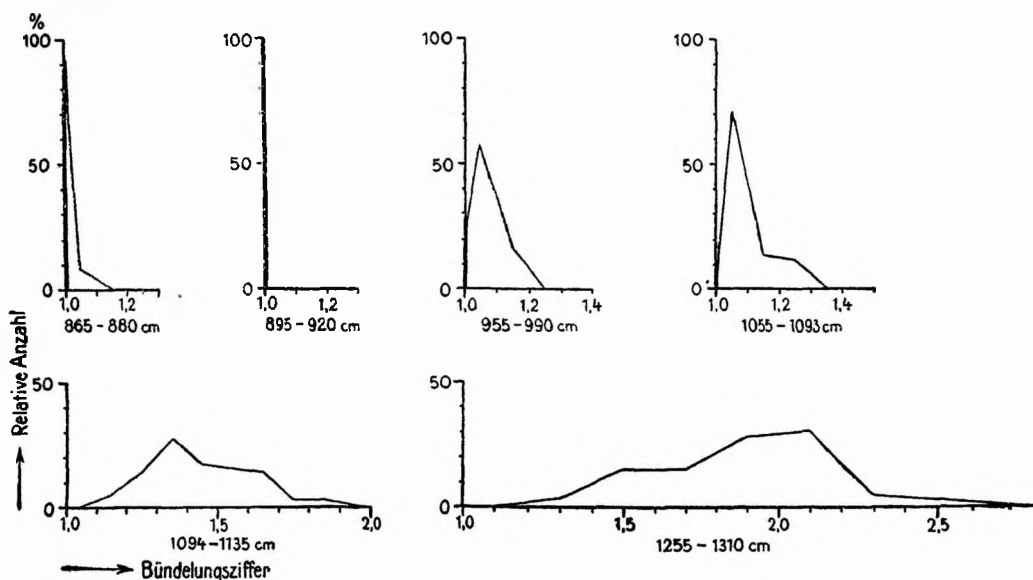 %
100 100 100 100
50 50 50 50
0 0 0 0
1,0 1,2 1,0 1,2 1,0 1,2 1,4 1,0 1,2 1,4
865 – 880 cm 895 – 920 cm 955 – 990 cm 1055 – 1093 cm
50 50
0 0
1,0 1,5 2,0 1,0 1,5 2,0 2,5
1094 – 1135 cm 1255 – 1310 cm
Relative Anzahl
Bündelungsziffer